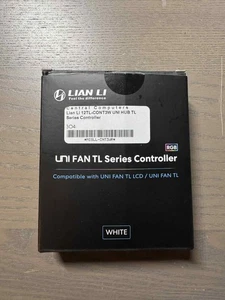 LIAN LI
Feel the difference
Central Computers
Lian Li 12TL-CONT3W UNI HUB TL
Series Controller
RGB
UNI FAN TL Series Controller
Compatible with UNI FAN TL LCD / UNI FAN TL
WHITE